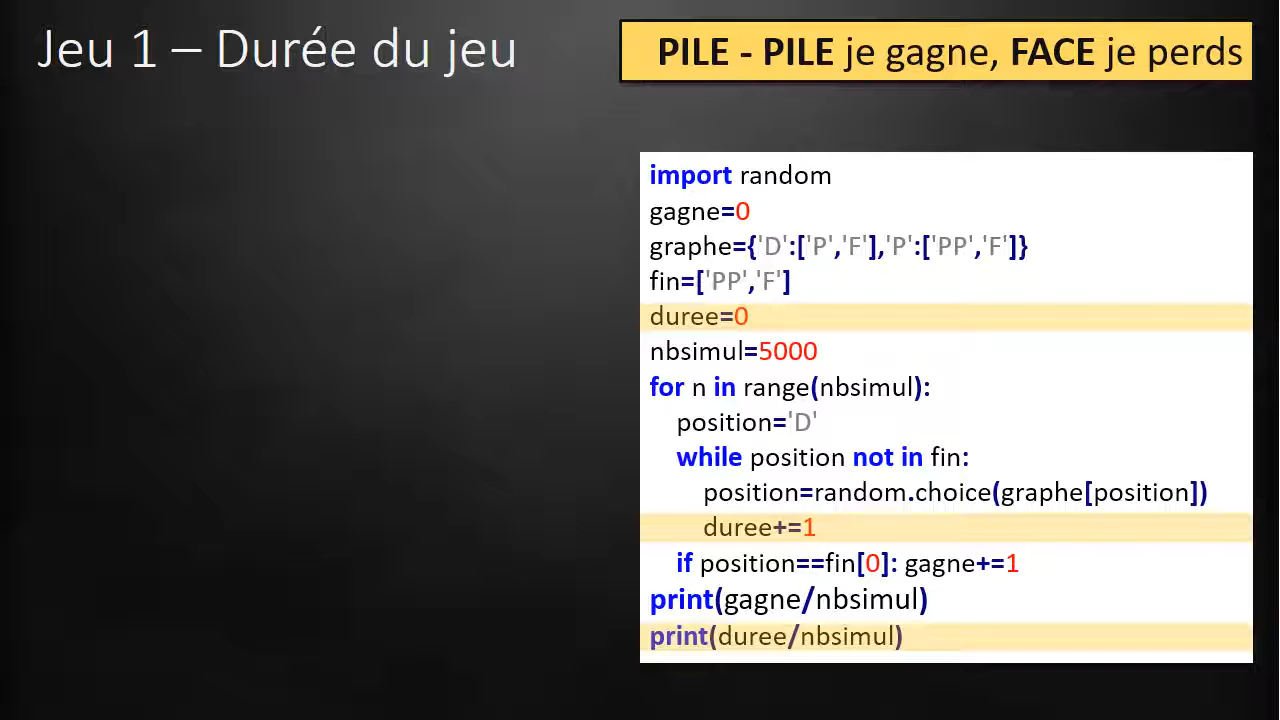 Jeu 1 – Durée du jeu
PILE - PILE je gagne, FACE je perds
import random
gagne=0
graphe={'D':['P','F'],'P':['PP','F']}
fin=['PP','F']
duree=0
nbsimul=5000
for n in range(nbsimul):
position='D'
while position not in fin:
position=random.choice(graphe[position])
duree+=1
if position==fin[0]: gagne+=1
print(gagne/nbsimul)
print(duree/nbsimul)